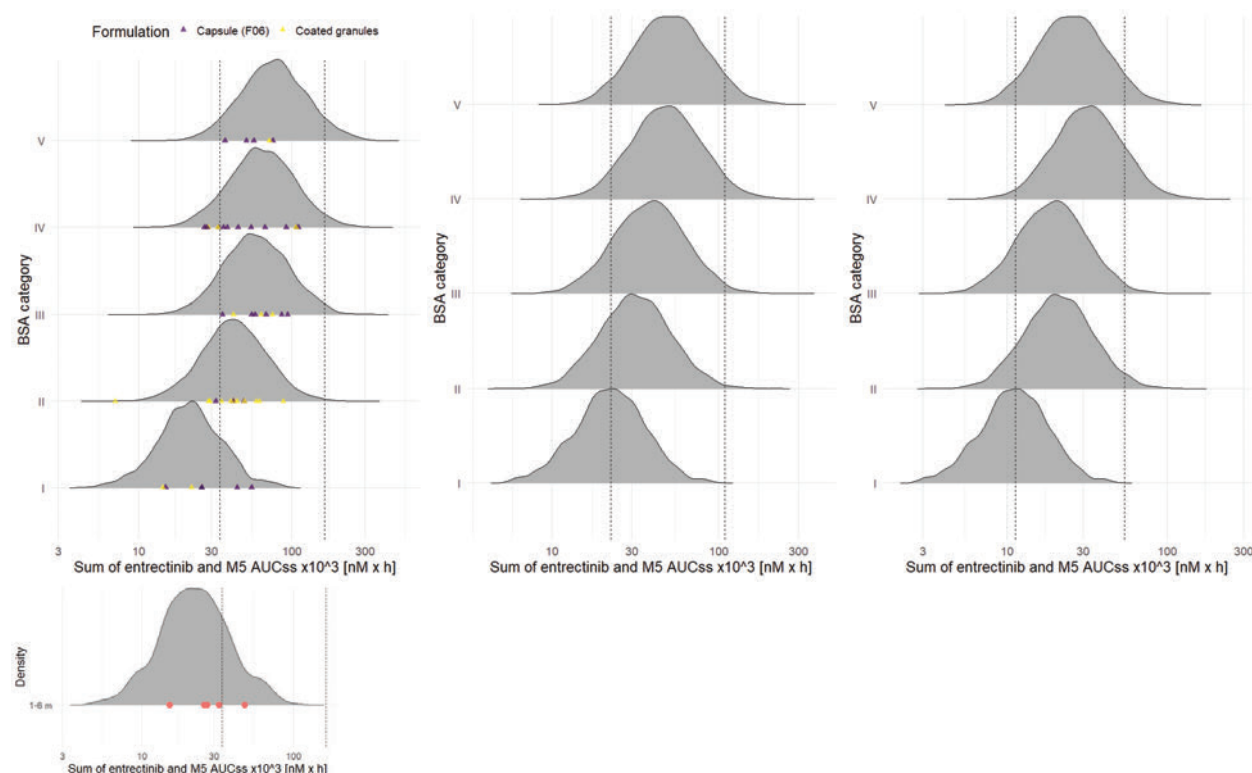 Formulation Capsule (F06) Coated granules
BSA category
V
IV
III
II
I
3 10 30 100 300
Sum of entrectinib and M5 AUCss x10^3 [nM x h]
BSA category
V
IV
III
II
I
10 30 100 300
Sum of entrectinib and M5 AUCss x10^3 [nM x h]
BSA category
V
IV
III
II
I
3 10 30 100 300
Sum of entrectinib and M5 AUCss x10^3 [nM x h]
Density
1-6 m
3 10 30 100
Sum of entrectinib and M5 AUCss x10^3 [nM x h]